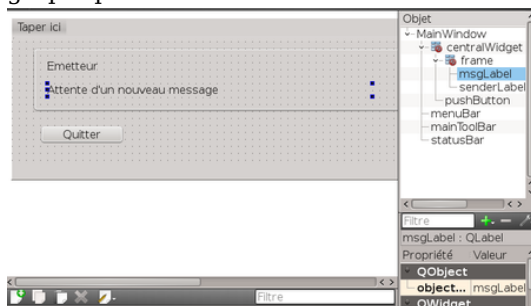 Taper ici
Emetteur
Attente d'un nouveau message
Quitter
Filtre
Objet
MainWindow
centralWidget
frame
msgLabel
senderLabel
pushButton
menuBar
mainToolBar
statusBar
Filtre
msgLabel : QLabel
Propriété Valeur
QObject
object... msgLabel
QWidget